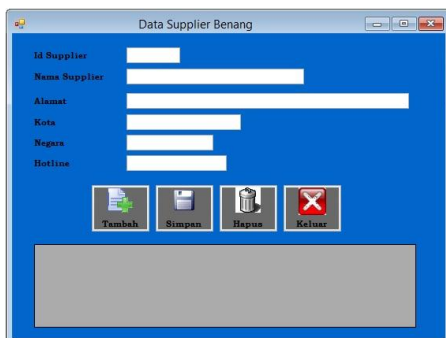 Data Supplier Benang
Id Supplier
Nama Supplier
Alamat
Kota
Negara
Hotline
Tambah Simpan Hapus Keluar